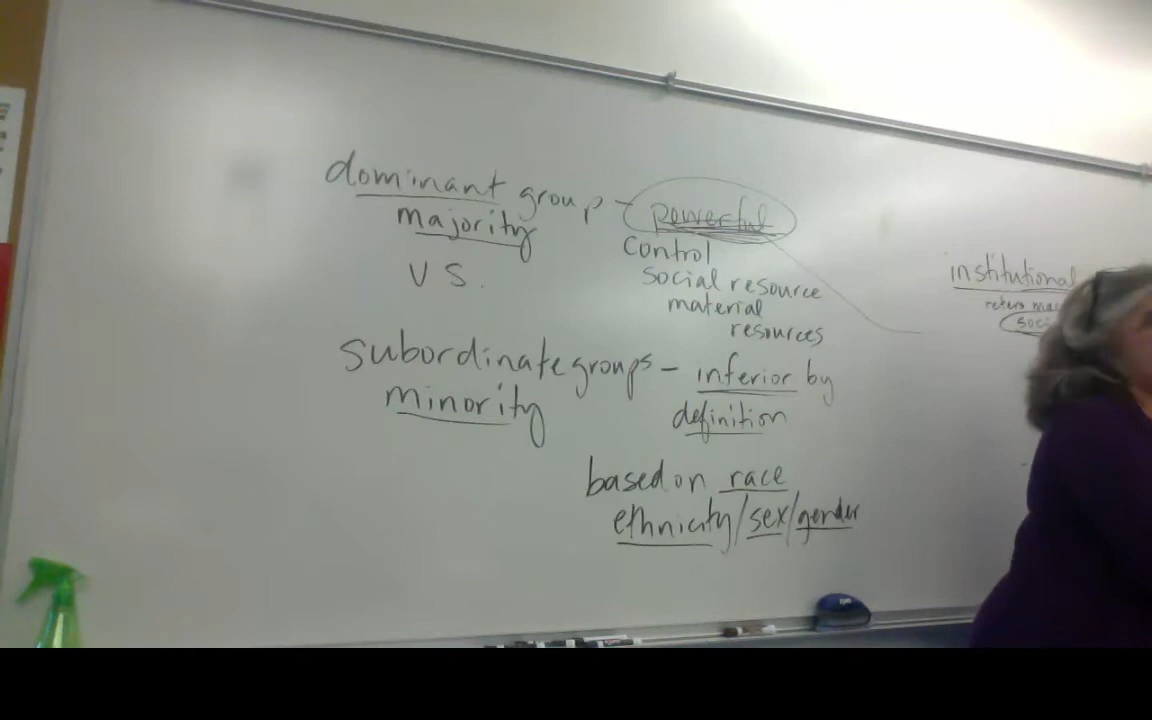 dominant group - powerful
majority
control
social resource
material
resources
VS.
subordinate groups - inferior by
minority
definition
based on race
ethnicity/sex/gender
institutional
refers